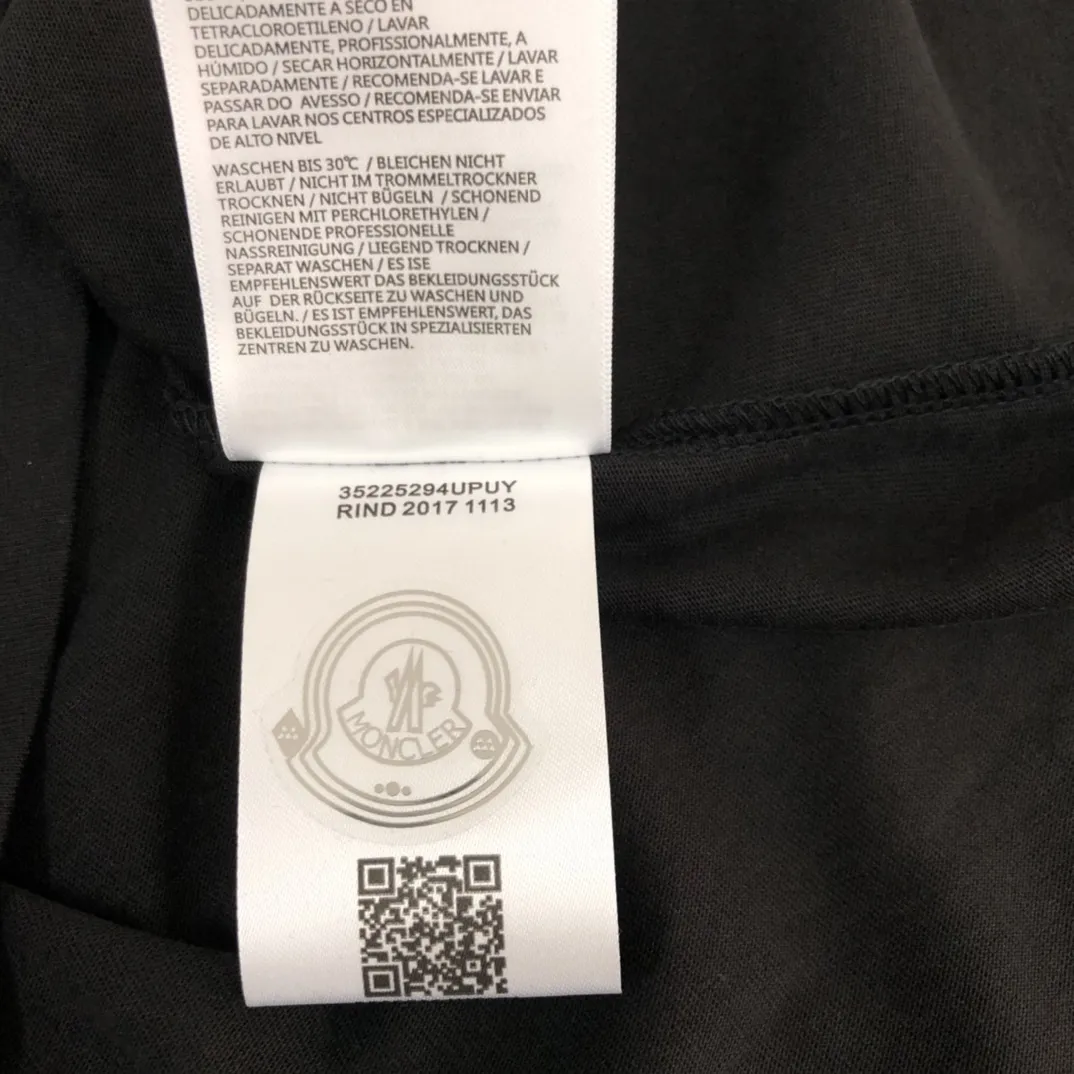 DELICADAMENTE A SECO EN
TETRACLOROETILENO / LAVAR
DELICADAMENTE, PROFISSIONALMENTE, A
HÚMIDO / SECAR HORIZONTALMENTE / LAVAR
SEPARADAMENTE / RECOMENDA-SE LAVAR E
PASSAR DO AVESSO / RECOMENDA-SE ENVIAR
PARA LAVAR NOS CENTROS ESPECIALIZADOS
DE ALTO NIVEL
WASCHEN BIS 30℃ / BLEICHEN NICHT
ERLAUBT / NICHT IM TROMMELTROCKNER
TROCKNEN / NICHT BÜGELN / SCHONEND
REINIGEN MIT PERCHLORETHYLEN /
SCHONENDE PROFESSIONELLE
NASSREINIGUNG / LIEGEND TROCKNEN /
SEPARAT WASCHEN / ES ISE
EMPFEHLENSWERT DAS BEKLEIDUNGSSTÜCK
AUF DER RÜCKSEITE ZU WASCHEN UND
BÜGELN. / ES IST EMPFEHLENSWERT, DAS
BEKLEIDUNGSSTÜCK IN SPEZIALISIERTEN
ZENTREN ZU WASCHEN.
35225294UPUY
RIND 2017 1113
MONCLER